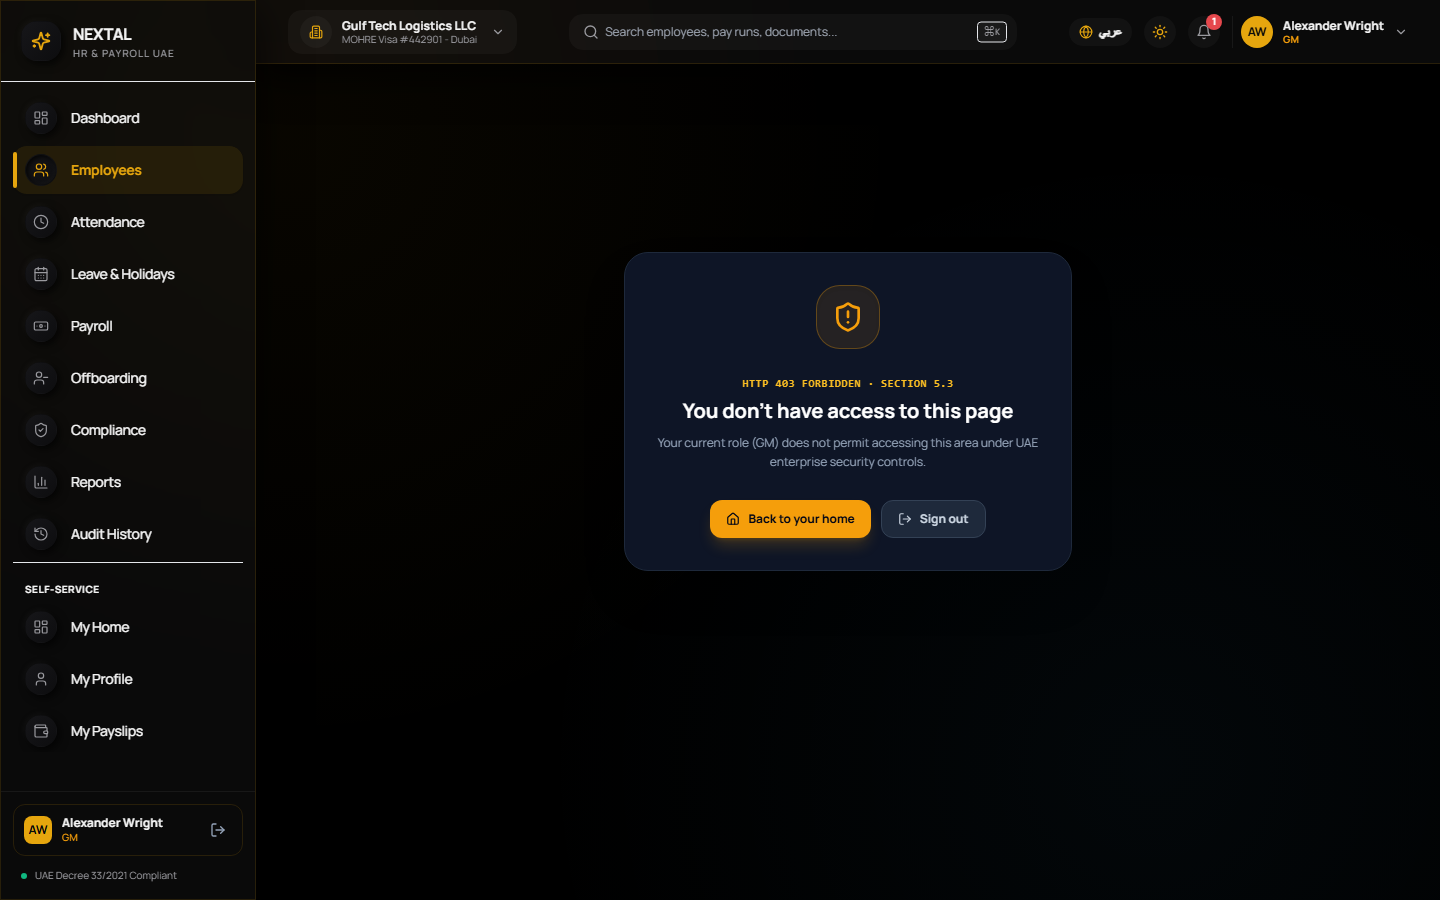 NEXTAL
HR & PAYROLL UAE
Gulf Tech Logistics LLC
MOHRE Visa #442901 - Dubai
Search employees, pay runs, documents...
⌘K
عربي
1
AW
Alexander Wright
GM
Dashboard
Employees
Attendance
Leave & Holidays
Payroll
Offboarding
Compliance
Reports
Audit History
SELF-SERVICE
My Home
My Profile
My Payslips
AW
Alexander Wright
GM
UAE Decree 33/2021 Compliant
HTTP 403 FORBIDDEN · SECTION 5.3
You don't have access to this page
Your current role (GM) does not permit accessing this area under UAE
enterprise security controls.
Back to your home
Sign out